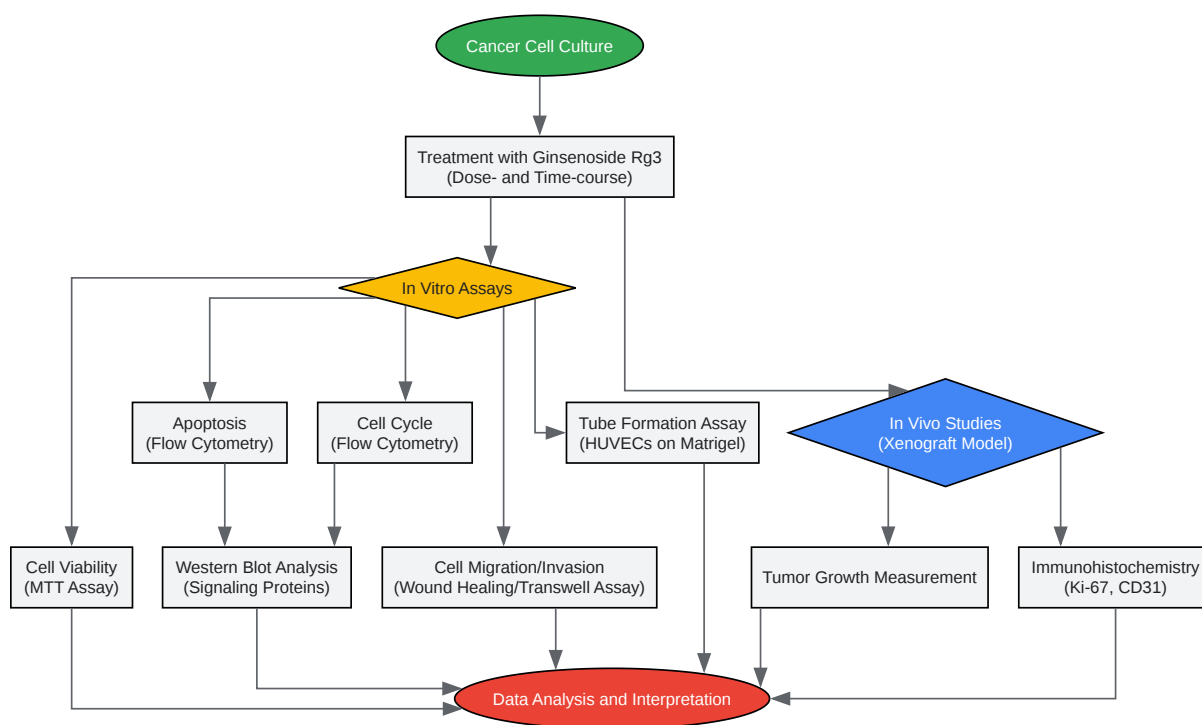 Cancer Cell Culture
Treatment with Ginsenoside Rg3
(Dose- and Time-course)
In Vitro Assays
Apoptosis
(Flow Cytometry)
Cell Cycle
(Flow Cytometry)
Tube Formation Assay
(HUVECs on Matrigel)
In Vivo Studies
(Xenograft Model)
Cell Viability
(MTT Assay)
Western Blot Analysis
(Signaling Proteins)
Cell Migration/Invasion
(Wound Healing/Transwell Assay)
Tumor Growth Measurement
Immunohistochemistry
(Ki-67, CD31)
Data Analysis and Interpretation